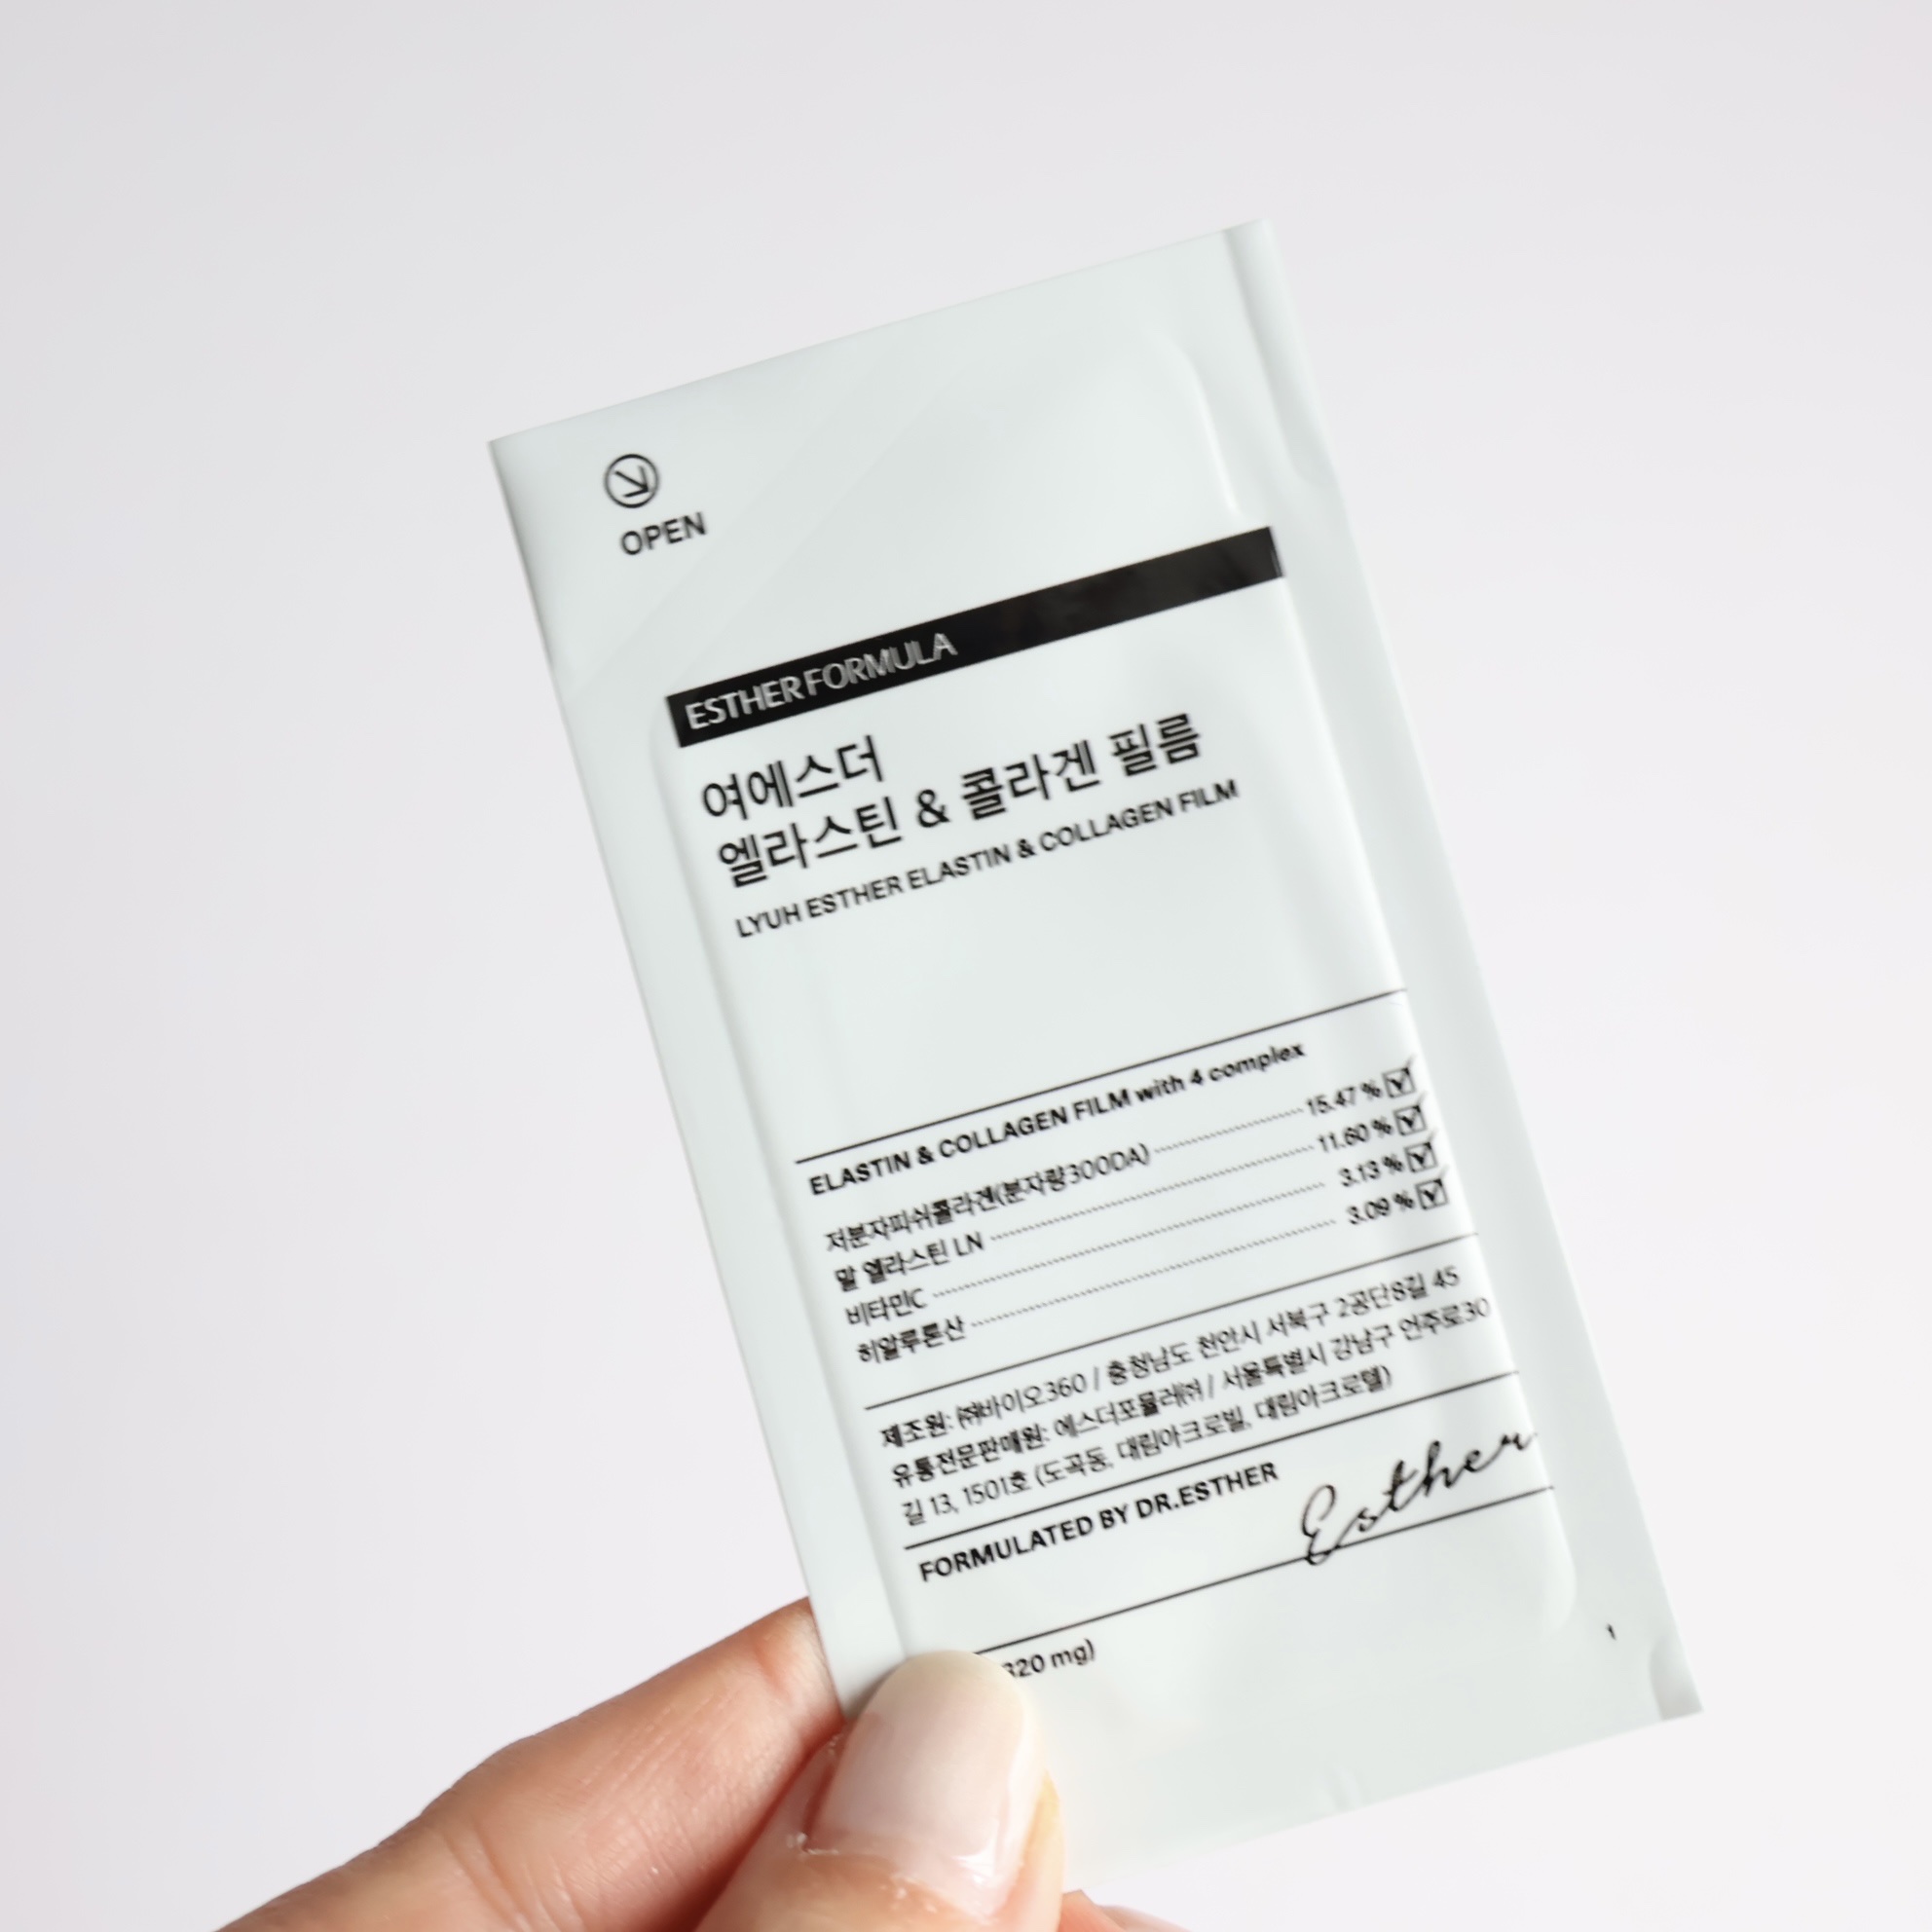 OPEN
ESTHER FORMULA
여에스더
엘라스틴 & 콜라겐 필름
LYUH ESTHER ELASTIN & COLLAGEN FILM
ELASTIN & COLLAGEN FILM with 4 complex
저분자피쉬콜라겐(분자량300DA) 15.47 %
말 엘라스틴 LN 11.60 %
비타민C 3.13 %
히알루론산 3.09 %
제조원: ㈜바이오360 / 충청남도 천안시 서북구 2공단8길 45
유통전문판매원: 에스더포뮬러㈜ / 서울특별시 강남구 언주로30
길 13, 1501호 (도곡동, 대림아크로빌, 대림아크로텔)
FORMULATED BY DR.ESTHER
Esther
320 mg)